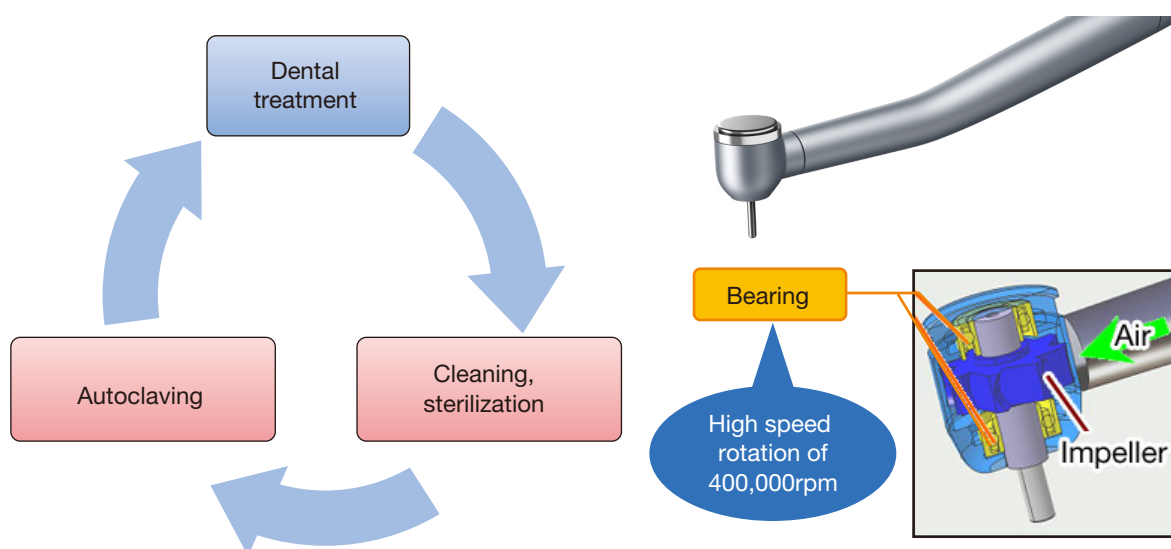 Dental
treatment
Cleaning,
sterilization
Autoclaving
Bearing
High speed
rotation of
400,000rpm
Air
Impeller